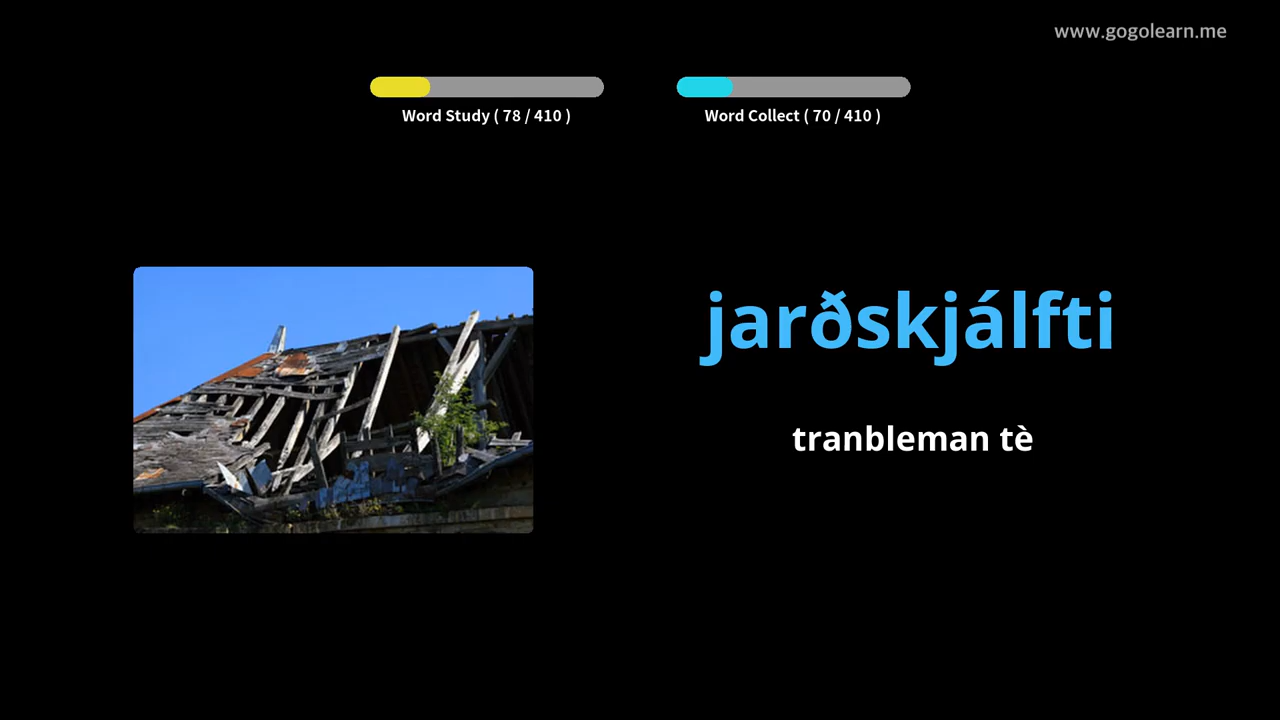 www.gogolearn.me
Word Study ( 78 / 410 )
Word Collect ( 70 / 410 )
jarðskjálfti
tranbleman tè